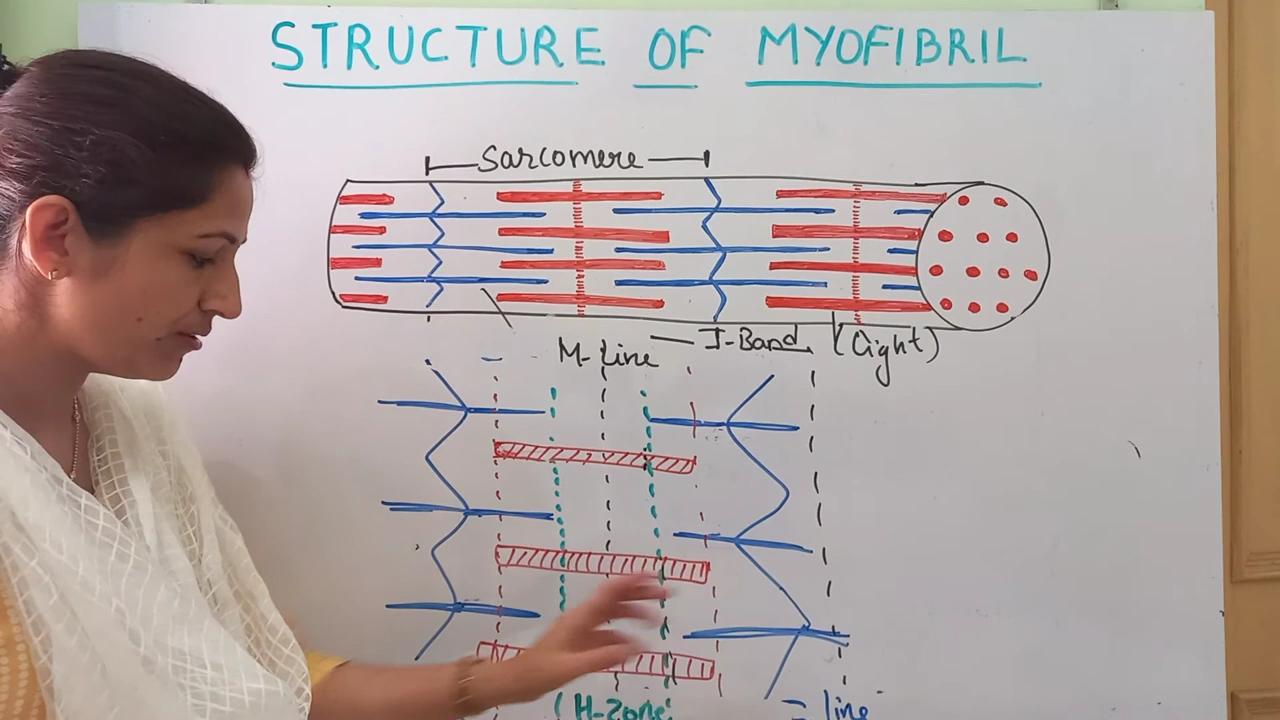 STRUCTURE OF MYOFIBRIL
Sarcomere
I-Band (Light)
M-Line
(H-Zone
line